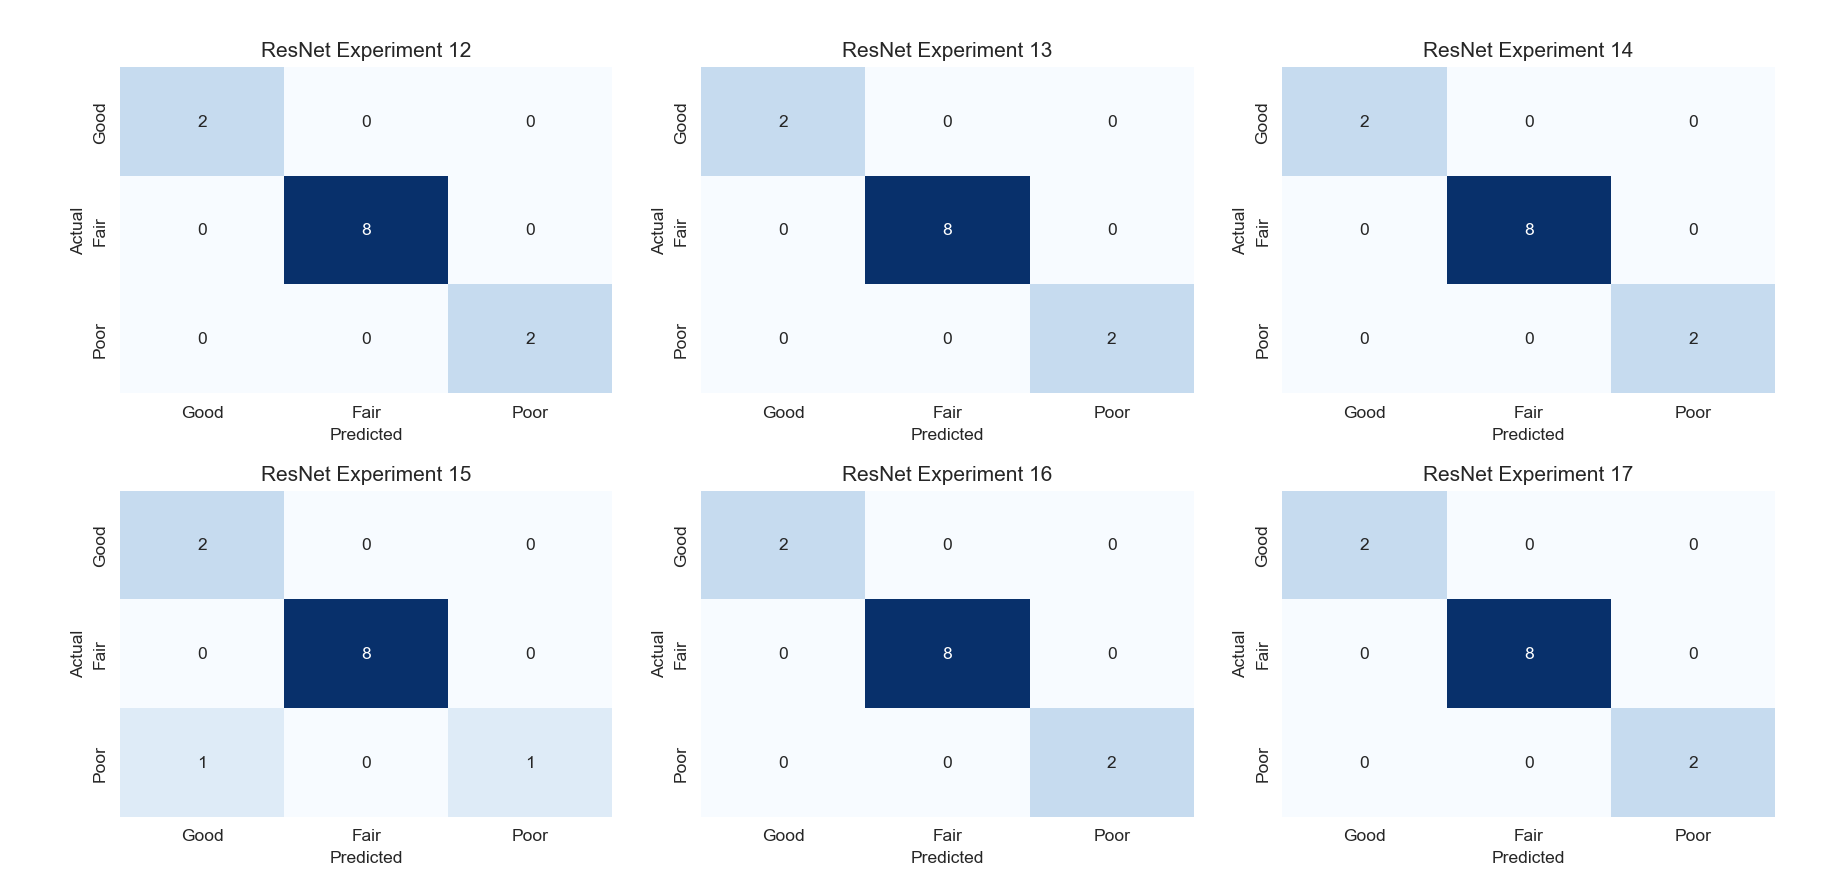 ResNet Experiment 12
Good
2 0 0
Actual
Fair
0 8 0
Poor
0 0 2
Good Fair Poor
Predicted
ResNet Experiment 13
Good
2 0 0
Actual
Fair
0 8 0
Poor
0 0 2
Good Fair Poor
Predicted
ResNet Experiment 14
Good
2 0 0
Actual
Fair
0 8 0
Poor
0 0 2
Good Fair Poor
Predicted
ResNet Experiment 15
Good
2 0 0
Actual
Fair
0 8 0
Poor
1 0 1
Good Fair Poor
Predicted
ResNet Experiment 16
Good
2 0 0
Actual
Fair
0 8 0
Poor
0 0 2
Good Fair Poor
Predicted
ResNet Experiment 17
Good
2 0 0
Actual
Fair
0 8 0
Poor
0 0 2
Good Fair Poor
Predicted